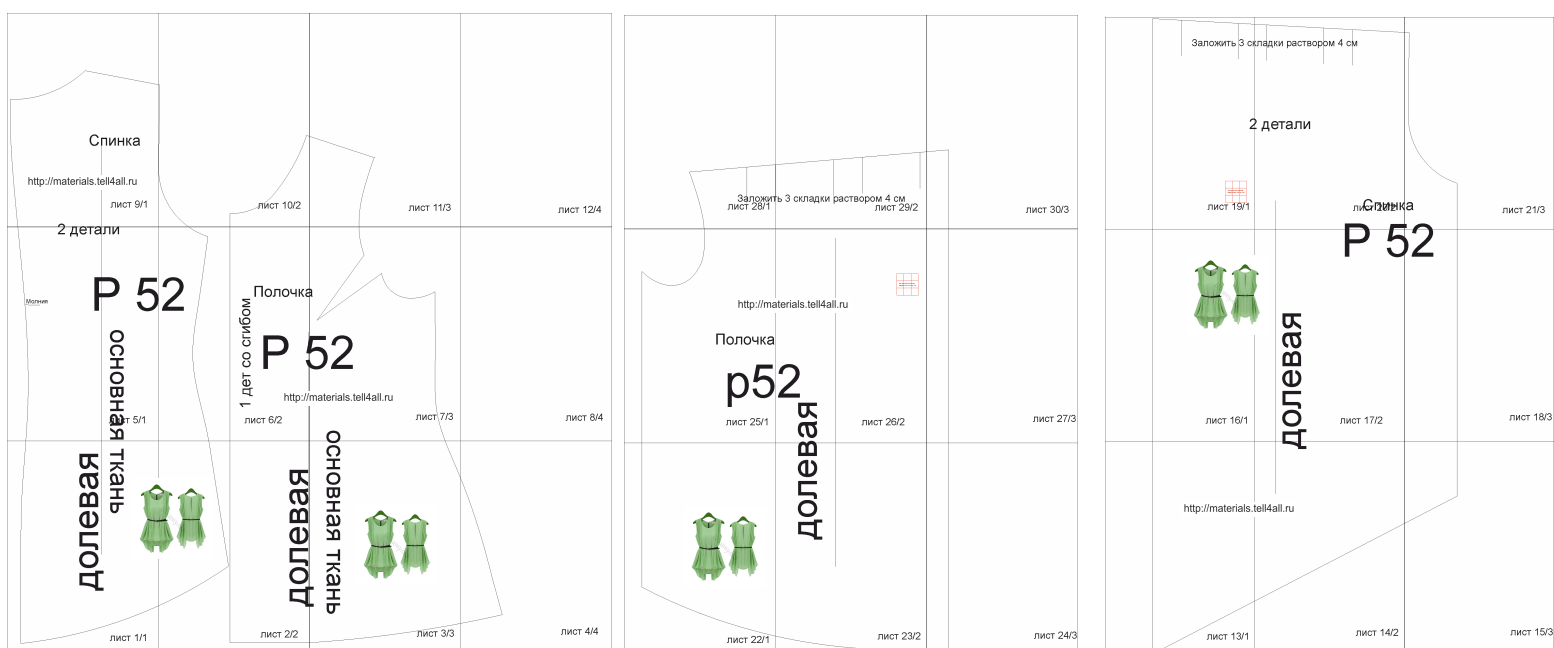 Спинка
http://materials.tell4all.ru
лист 9/1
2 детали
Молния
Р 52
основная ткань
лист 5/1
долевая
лист 1/1
лист 10/2
лист 11/3
лист 12/4
Полочка
1 дет со сгибом
Р 52
http://materials.tell4all.ru
лист 6/2
лист 7/3
лист 8/4
основная ткань
долевая
лист 2/2
лист 3/3
лист 4/4
Заложить 3 складки раствором 4 см
лист 28/1
лист 29/2
лист 30/3
http://materials.tell4all.ru
Полочка
р52
лист 25/1
лист 26/2
лист 27/3
долевая
лист 22/1
лист 23/2
лист 24/3
Заложить 3 складки раствором 4 см
2 детали
лист 19/1
лист 20/2
Спинка
лист 21/3
Р 52
долевая
лист 16/1
лист 17/2
лист 18/3
http://materials.tell4all.ru
лист 13/1
лист 14/2
лист 15/3